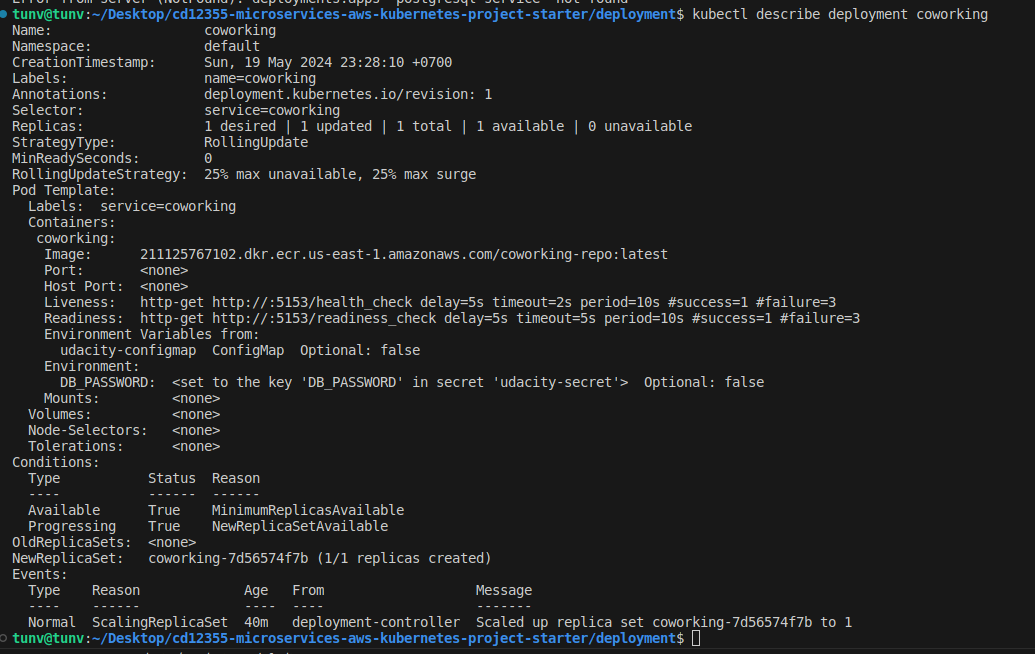 Error from server (NotFound): deployments.apps "postgresql-service" not found
tunv@tunv:~/Desktop/cd12355-microservices-aws-kubernetes-project-starter/deployment$ kubectl describe deployment coworking
Name:                   coworking
Namespace:              default
CreationTimestamp:      Sun, 19 May 2024 23:28:10 +0700
Labels:                 name=coworking
Annotations:            deployment.kubernetes.io/revision: 1
Selector:               service=coworking
Replicas:               1 desired | 1 updated | 1 total | 1 available | 0 unavailable
StrategyType:           RollingUpdate
MinReadySeconds:        0
RollingUpdateStrategy:  25% max unavailable, 25% max surge
Pod Template:
  Labels:  service=coworking
  Containers:
   coworking:
    Image:      211125767102.dkr.ecr.us-east-1.amazonaws.com/coworking-repo:latest
    Port:       <none>
    Host Port:  <none>
    Liveness:   http-get http://:5153/health_check delay=5s timeout=2s period=10s #success=1 #failure=3
    Readiness:  http-get http://:5153/readiness_check delay=5s timeout=5s period=10s #success=1 #failure=3
    Environment Variables from:
      udacity-configmap  ConfigMap  Optional: false
    Environment:
      DB_PASSWORD:  <set to the key 'DB_PASSWORD' in secret 'udacity-secret'>  Optional: false
    Mounts:         <none>
  Volumes:          <none>
  Node-Selectors:   <none>
  Tolerations:      <none>
Conditions:
  Type           Status  Reason
  ----           ------  ------
  Available      True    MinimumReplicasAvailable
  Progressing    True    NewReplicaSetAvailable
OldReplicaSets:  <none>
NewReplicaSet:   coworking-7d56574f7b (1/1 replicas created)
Events:
  Type    Reason             Age   From                   Message
  ----    ------             ----  ----                   -------
  Normal  ScalingReplicaSet  40m   deployment-controller  Scaled up replica set coworking-7d56574f7b to 1
tunv@tunv:~/Desktop/cd12355-microservices-aws-kubernetes-project-starter/deployment$